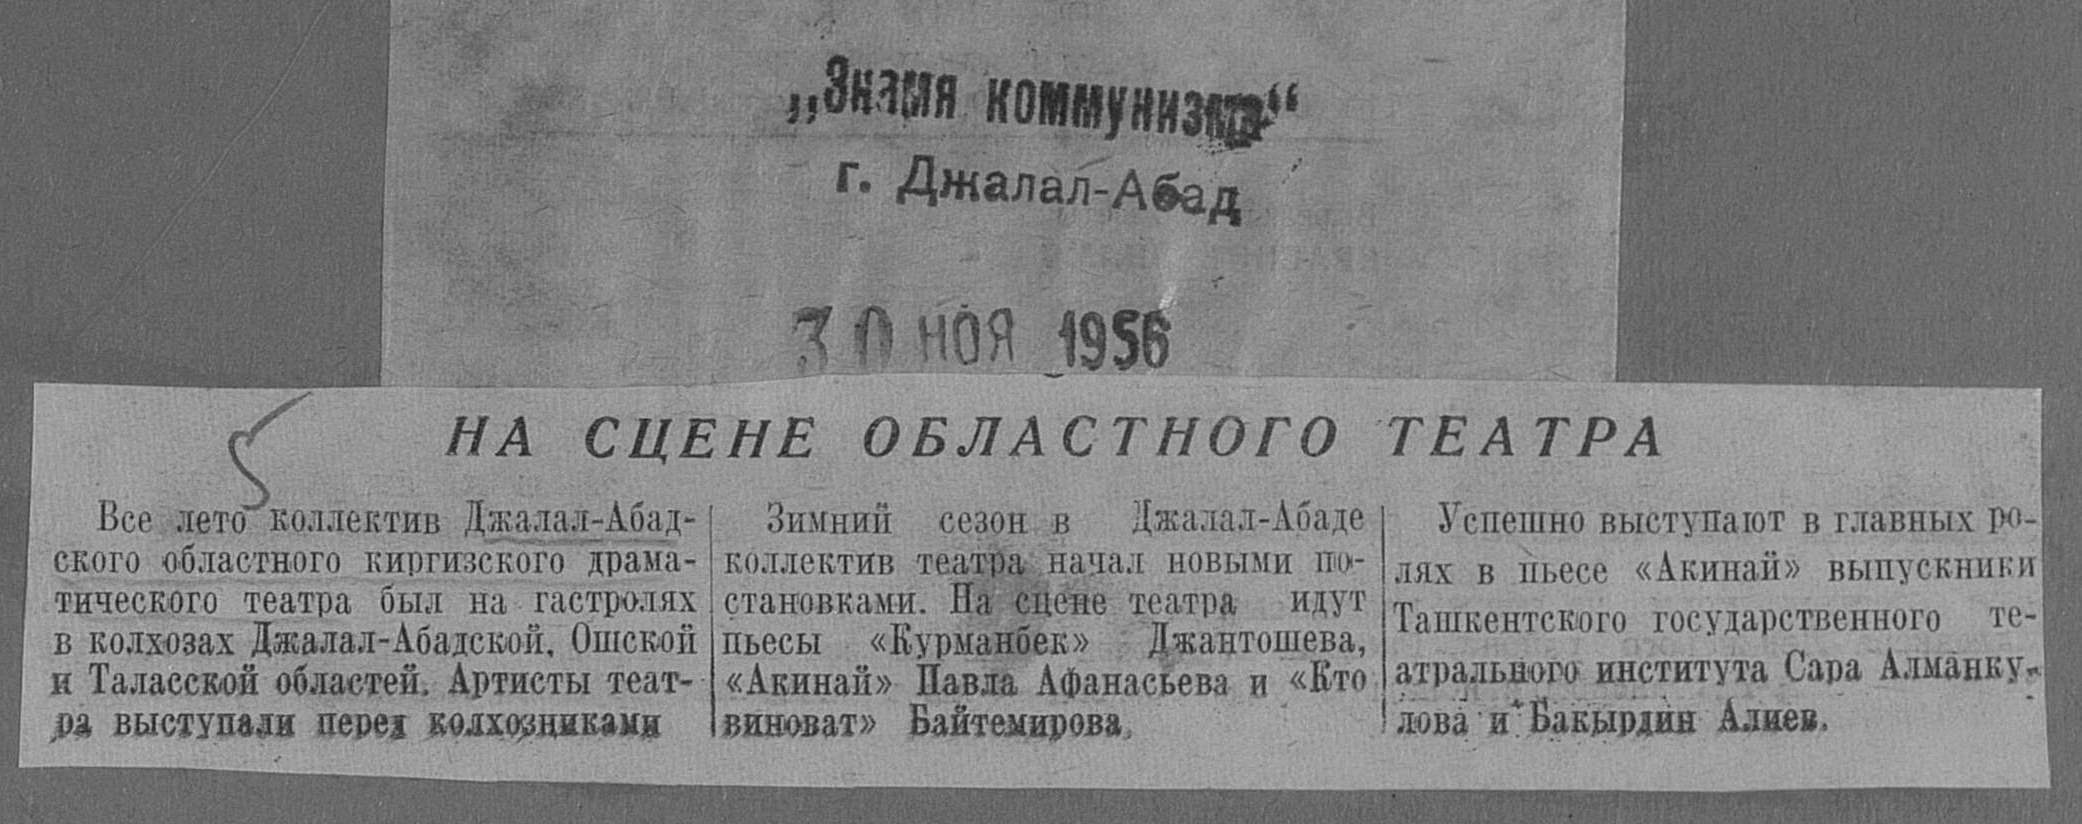 „Знамя коммунизма“
г. Джалал-Абад
30 НОЯ 1956
НА СЦЕНЕ ОБЛАСТНОГО ТЕАТРА
Все лето коллектив Джалал-Абад-
ского областного киргизского драма-
тического театра был на гастролях
в колхозах Джалал-Абадской, Ошской
и Таласской областей. Артисты теат-
ра выступали перед колхозниками
Зимний сезон в Джалал-Абаде
коллектив театра начал новыми по-
становками. На сцене театра идут
пьесы «Курманбек» Джантошева,
«Акинай» Павла Афанасьева и «Кто
виноват» Байтемирова.
Успешно выступают в главных ро-
лях в пьесе «Акинай» выпускники
Ташкентского государственного те-
атрального института Сара Алманку-
лова и Бакырдин Алиев.